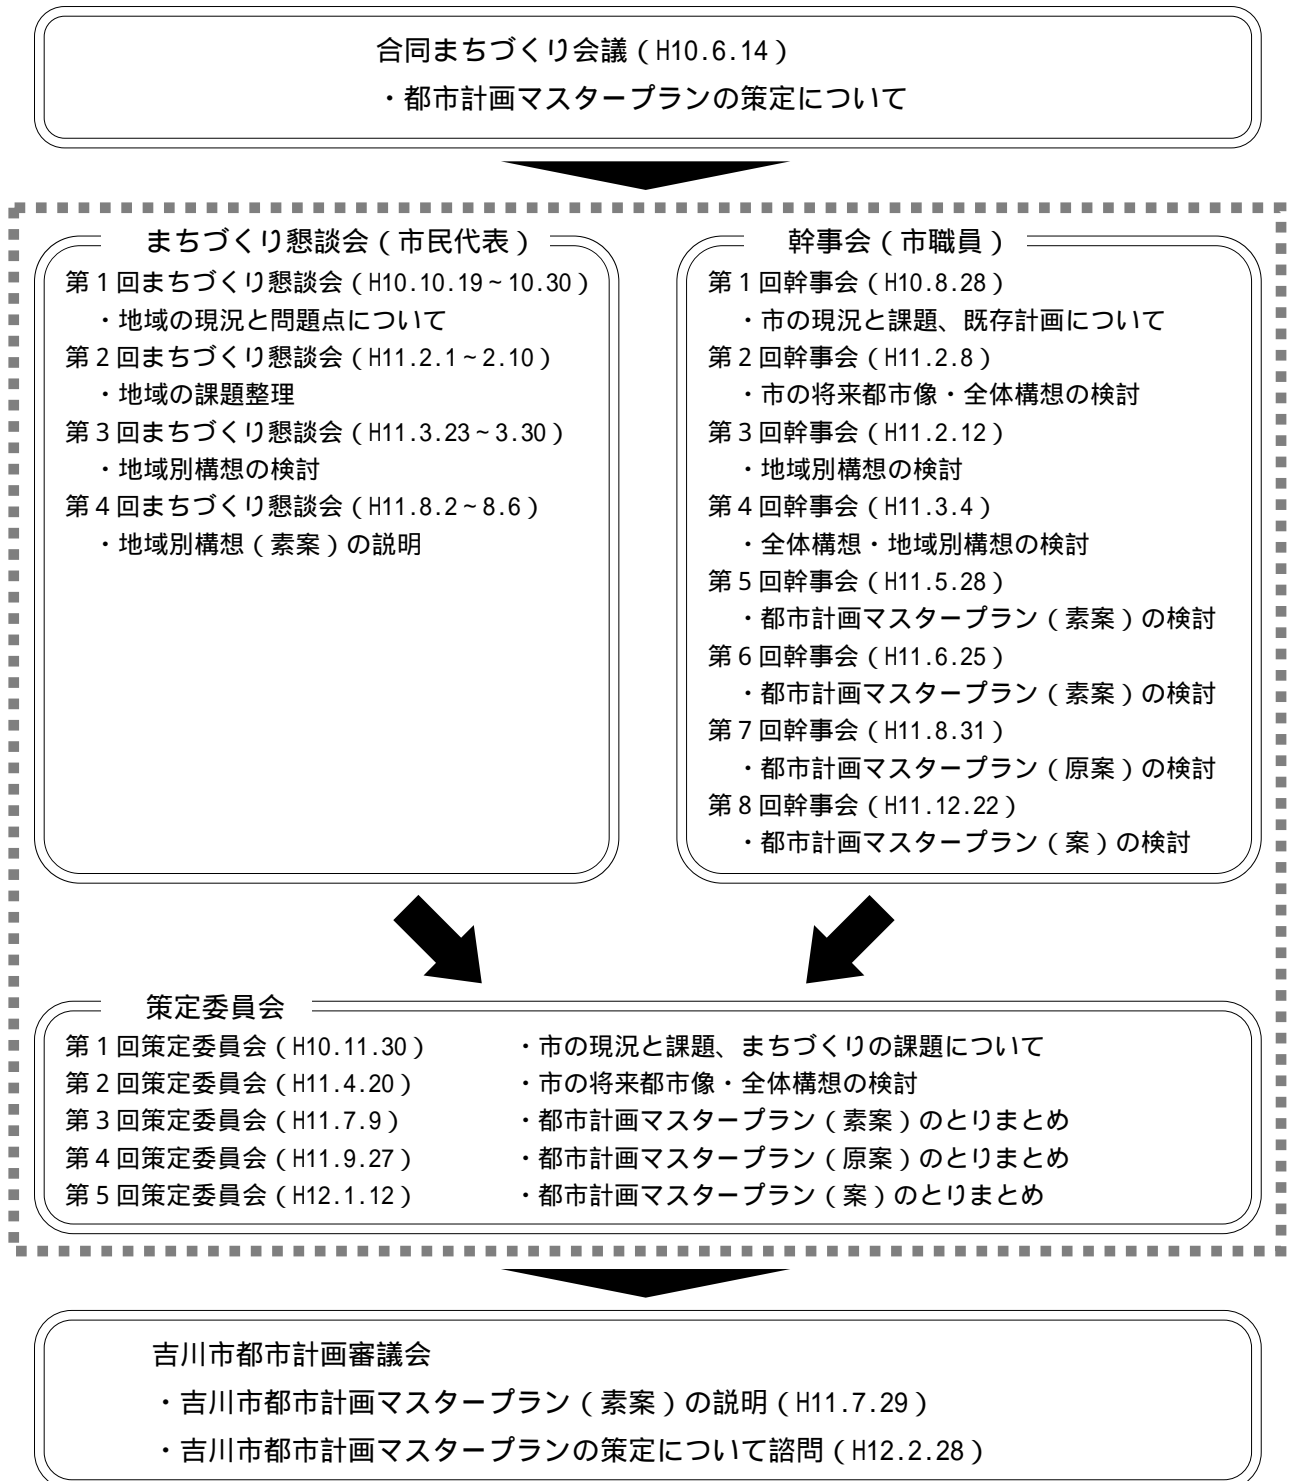 合同まちづくり会議（H10.6.14）
・都市計画マスタープランの策定について
まちづくり懇談会（市民代表）
第１回まちづくり懇談会（H10.10.19～10.30）
・地域の現況と問題点について
第２回まちづくり懇談会（H11.2.1～2.10）
・地域の課題整理
第３回まちづくり懇談会（H11.3.23～3.30）
・地域別構想の検討
第４回まちづくり懇談会（H11.8.2～8.6）
・地域別構想（素案）の説明
幹事会（市職員）
第１回幹事会（H10.8.28）
・市の現況と課題、既存計画について
第２回幹事会（H11.2.8）
・市の将来都市像・全体構想の検討
第３回幹事会（H11.2.12）
・地域別構想の検討
第４回幹事会（H11.3.4）
・全体構想・地域別構想の検討
第５回幹事会（H11.5.28）
・都市計画マスタープラン（素案）の検討
第６回幹事会（H11.6.25）
・都市計画マスタープラン（素案）の検討
第７回幹事会（H11.8.31）
・都市計画マスタープラン（原案）の検討
第８回幹事会（H11.12.22）
・都市計画マスタープラン（案）の検討
策定委員会
第１回策定委員会（H10.11.30） ・市の現況と課題、まちづくりの課題について
第２回策定委員会（H11.4.20） ・市の将来都市像・全体構想の検討
第３回策定委員会（H11.7.9） ・都市計画マスタープラン（素案）のとりまとめ
第４回策定委員会（H11.9.27） ・都市計画マスタープラン（原案）のとりまとめ
第５回策定委員会（H12.1.12） ・都市計画マスタープラン（案）のとりまとめ
吉川市都市計画審議会
・吉川市都市計画マスタープラン（素案）の説明（H11.7.29）
・吉川市都市計画マスタープランの策定について諮問（H12.2.28）